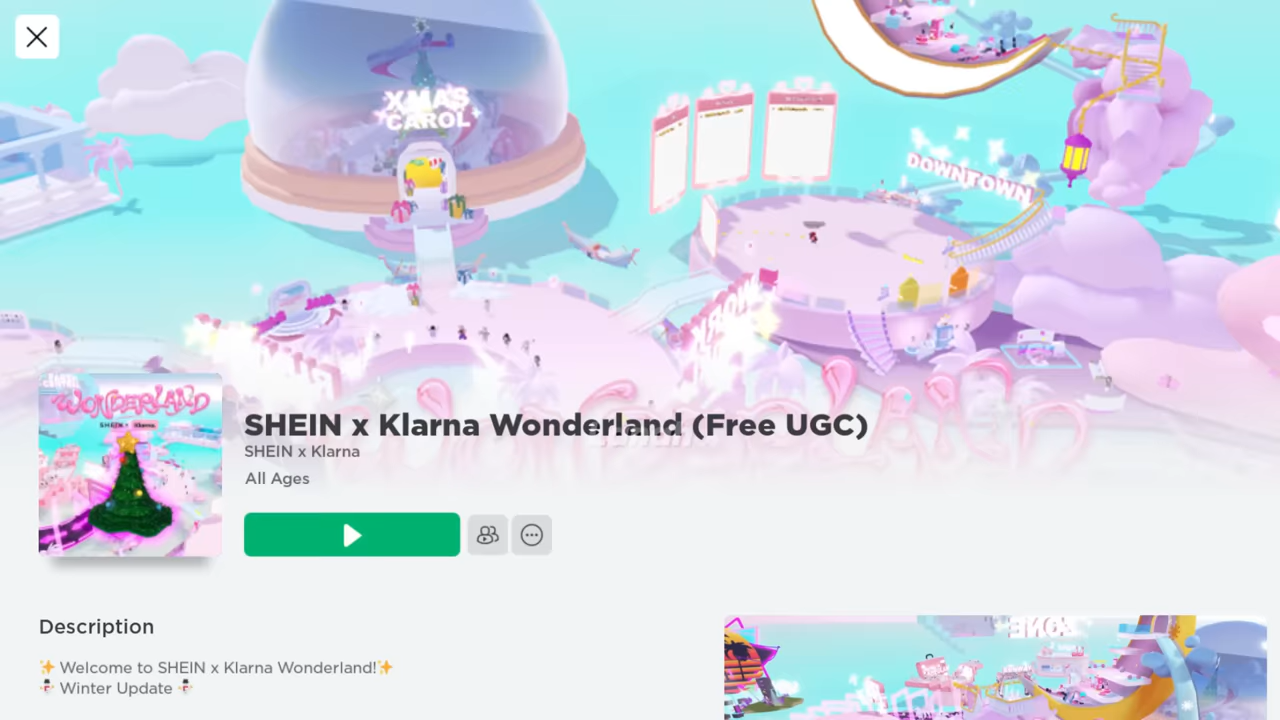 XMAS
CAROL
DOWNTOWN
WONDERLAND
SHEIN x Klarna
SHEIN x Klarna Wonderland (Free UGC)
SHEIN x Klarna
All Ages
Description
✨ Welcome to SHEIN x Klarna Wonderland!✨
⛄ Winter Update ⛄
ZONE